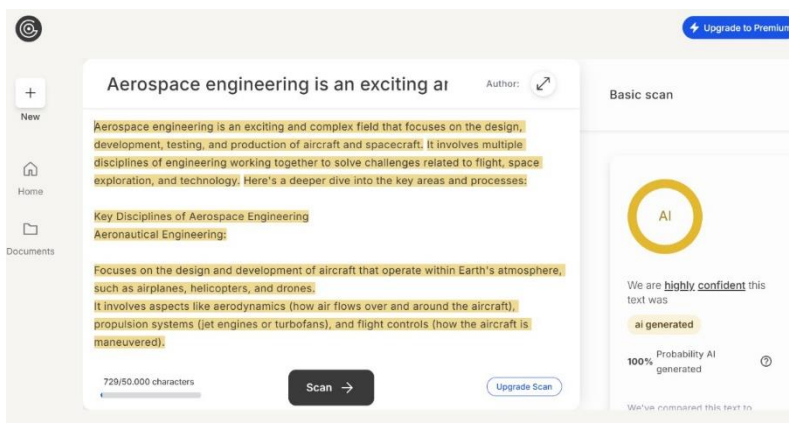 Upgrade to Premium
Aerospace engineering is an exciting ar
Author:
Basic scan
New
Home
Documents
Aerospace engineering is an exciting and complex field that focuses on the design,
development, testing, and production of aircraft and spacecraft. It involves multiple
disciplines of engineering working together to solve challenges related to flight, space
exploration, and technology. Here's a deeper dive into the key areas and processes:
Key Disciplines of Aerospace Engineering
Aeronautical Engineering:
Focuses on the design and development of aircraft that operate within Earth's atmosphere,
such as airplanes, helicopters, and drones.
It involves aspects like aerodynamics (how air flows over and around the aircraft),
propulsion systems (jet engines or turbofans), and flight controls (how the aircraft is
maneuvered).
729/50.000 characters
Scan →
Upgrade Scan
AI
We are highly confident this
text was
ai generated
100% Probability AI
generated
We've compared this text to